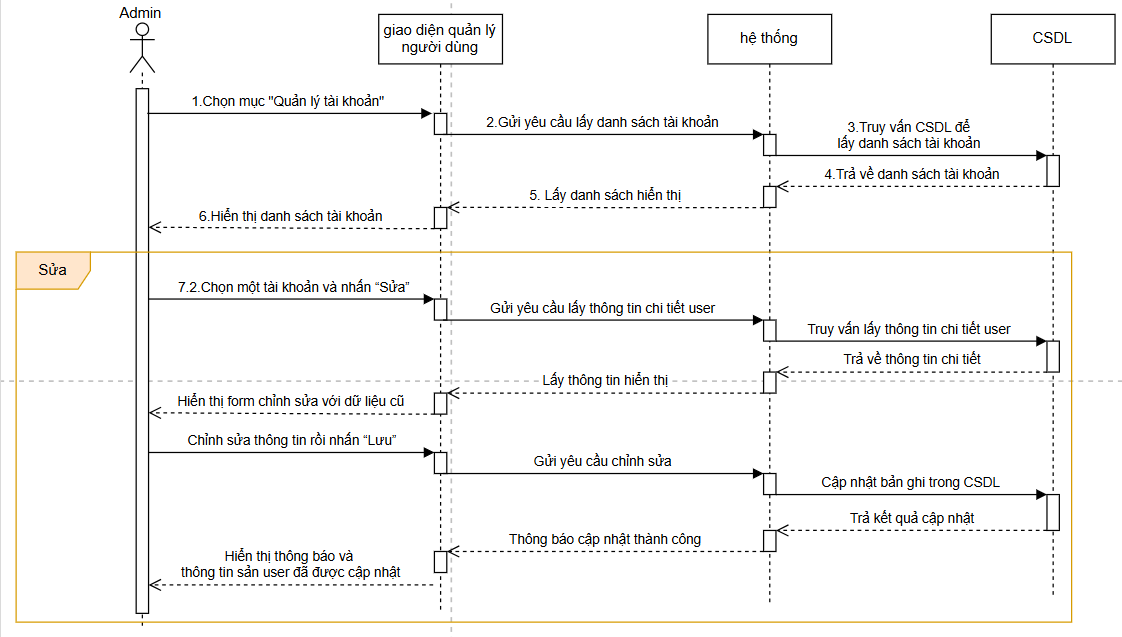 Admin
giao diện quản lý
người dùng
hệ thống
CSDL
1.Chọn mục "Quản lý tài khoản"
2.Gửi yêu cầu lấy danh sách tài khoản
3.Truy vấn CSDL để
lấy danh sách tài khoản
4.Trả về danh sách tài khoản
5. Lấy danh sách hiển thị
6.Hiển thị danh sách tài khoản
Sửa
7.2.Chọn một tài khoản và nhấn “Sửa”
Gửi yêu cầu lấy thông tin chi tiết user
Truy vấn lấy thông tin chi tiết user
Trả về thông tin chi tiết
Lấy thông tin hiển thị
Hiển thị form chỉnh sửa với dữ liệu cũ
Chỉnh sửa thông tin rồi nhấn “Lưu”
Gửi yêu cầu chỉnh sửa
Cập nhật bản ghi trong CSDL
Trả kết quả cập nhật
Thông báo cập nhật thành công
Hiển thị thông báo và
thông tin sản user đã được cập nhật